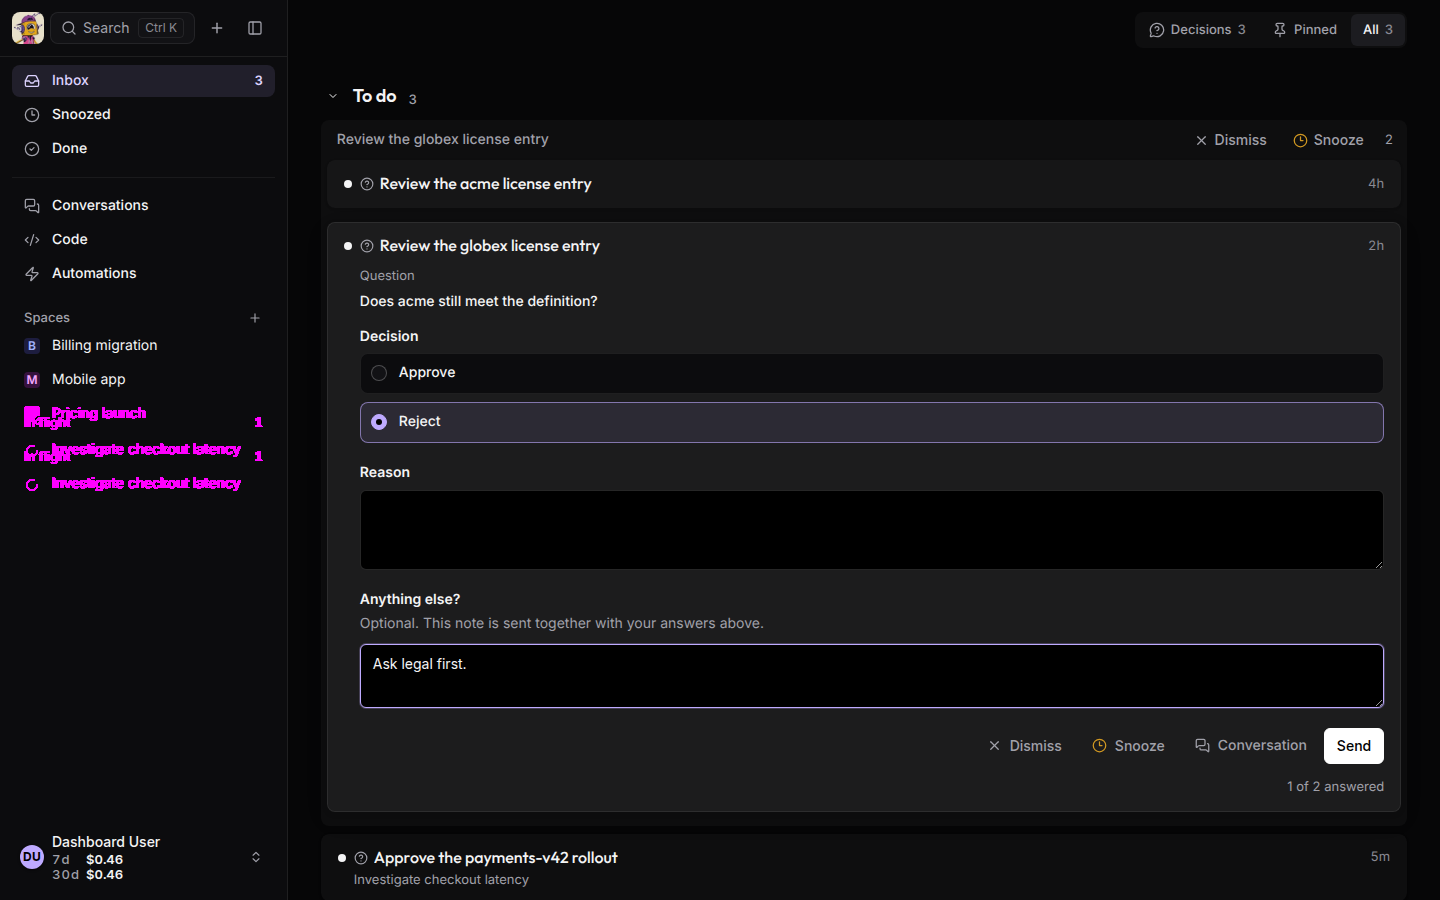 Search Ctrl K
Inbox 3
Snoozed
Done
Conversations
Code
Automations
Spaces
B Billing migration
M Mobile app
Pricing launch
In flight 1
Investigate checkout latency
In flight 1
Investigate checkout latency
DU Dashboard User
7d $0.46
30d $0.46
Decisions 3 Pinned All 3
To do 3
Review the globex license entry Dismiss Snooze 2
Review the acme license entry 4h
Review the globex license entry 2h
Question
Does acme still meet the definition?
Decision
Approve
Reject
Reason
Anything else?
Optional. This note is sent together with your answers above.
Ask legal first.
Dismiss Snooze Conversation Send
1 of 2 answered
Approve the payments-v42 rollout 5m
Investigate checkout latency